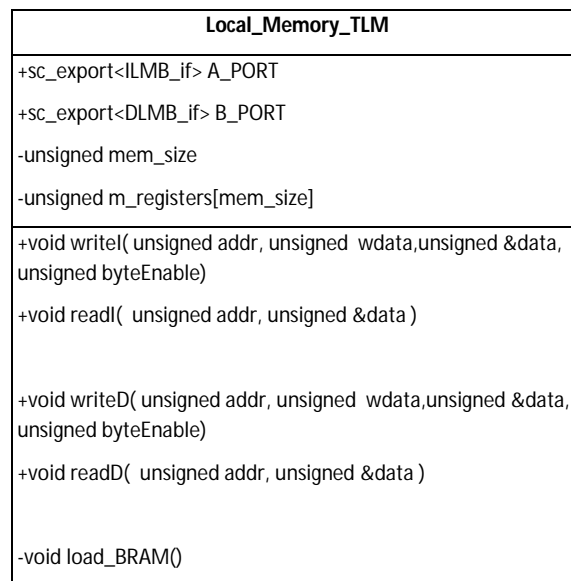 Local_Memory_TLM
+sc_export<ILMB_if> A_PORT
+sc_export<DLMB_if> B_PORT
-unsigned mem_size
-unsigned m_registers[mem_size]
+void writeI( unsigned addr, unsigned wdata,unsigned &data,
unsigned byteEnable)
+void readI( unsigned addr, unsigned &data )
+void writeD( unsigned addr, unsigned wdata,unsigned &data,
unsigned byteEnable)
+void readD( unsigned addr, unsigned &data )
-void load_BRAM()